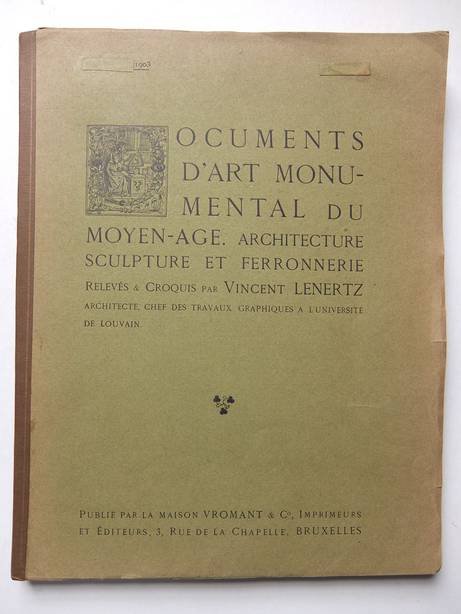 1903
DOCUMENTS
D'ART MONU-
MENTAL DU
MOYEN-AGE. ARCHITECTURE
SCULPTURE ET FERRONNERIE
RELEVÉS & CROQUIS PAR VINCENT LENERTZ
ARCHITECTE, CHEF DES TRAVAUX GRAPHIQUES A L'UNIVERSITÉ
DE LOUVAIN.
PUBLIÉ PAR LA MAISON VROMANT & Co, IMPRIMEURS
ET ÉDITEURS, 3, RUE DE LA CHAPELLE, BRUXELLES